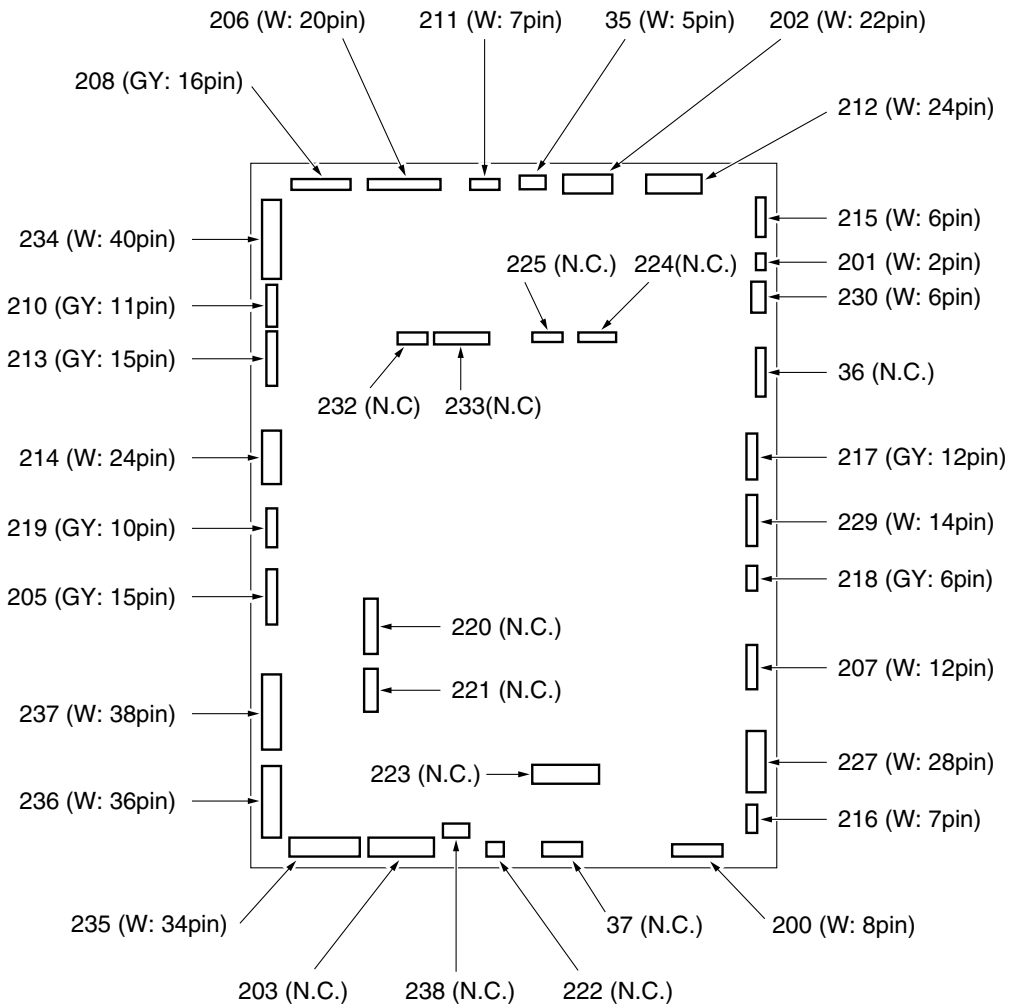 206 (W: 20pin)
211 (W: 7pin)
35 (W: 5pin)
202 (W: 22pin)
208 (GY: 16pin)
212 (W: 24pin)
215 (W: 6pin)
234 (W: 40pin)
225 (N.C.)
224(N.C.)
201 (W: 2pin)
230 (W: 6pin)
210 (GY: 11pin)
213 (GY: 15pin)
36 (N.C.)
232 (N.C)
233(N.C)
214 (W: 24pin)
217 (GY: 12pin)
219 (GY: 10pin)
229 (W: 14pin)
205 (GY: 15pin)
218 (GY: 6pin)
220 (N.C.)
207 (W: 12pin)
221 (N.C.)
237 (W: 38pin)
227 (W: 28pin)
223 (N.C.)
236 (W: 36pin)
216 (W: 7pin)
235 (W: 34pin)
37 (N.C.)
200 (W: 8pin)
203 (N.C.)
238 (N.C.)
222 (N.C.)